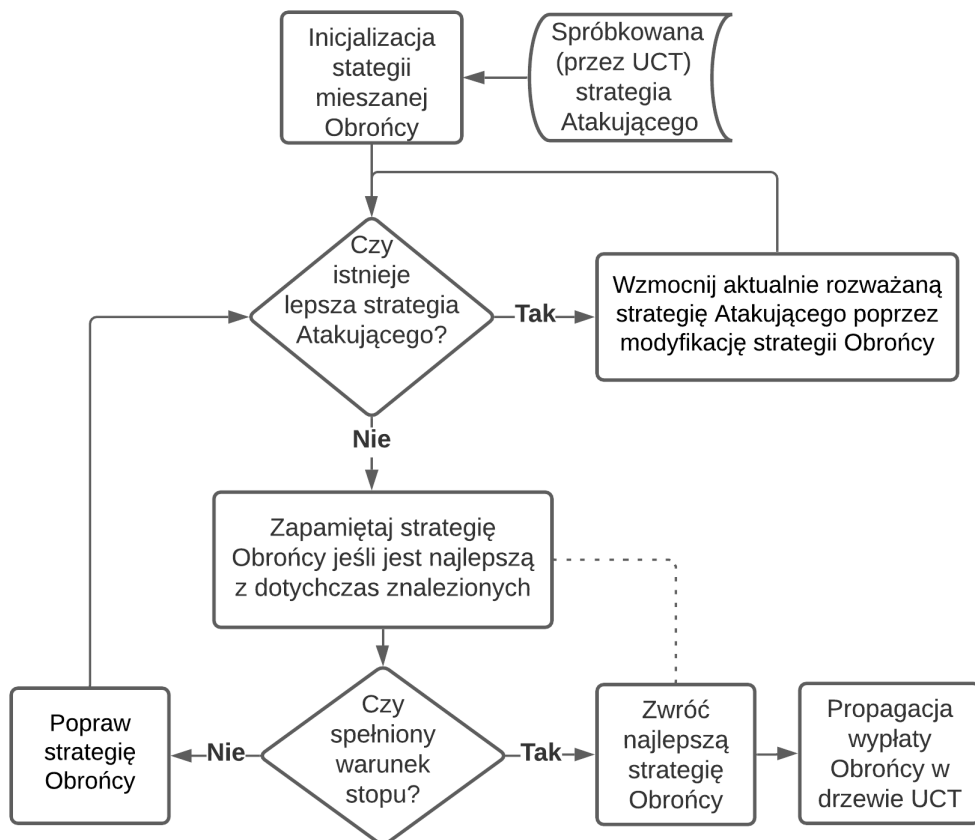 Inicjalizacja
stategii
mieszanej
Obrońcy
Spróbkowana
(przez UCT)
strategia
Atakującego
Czy
istnieje
lepsza strategia
Atakującego?
Tak
Wzmocnij aktualnie rozważaną
strategię Atakującego poprzez
modyfikację strategii Obrońcy
Nie
Zapamiętaj strategię
Obrońcy jeśli jest najlepszą
z dotychczas znalezionych
Popraw
strategię
Obrońcy
Nie
Czy
spełniony
warunek
stopu?
Tak
Zwróć
najlepszą
strategię
Obrońcy
Propagacja
wypłaty
Obrońcy w
drzewie UCT